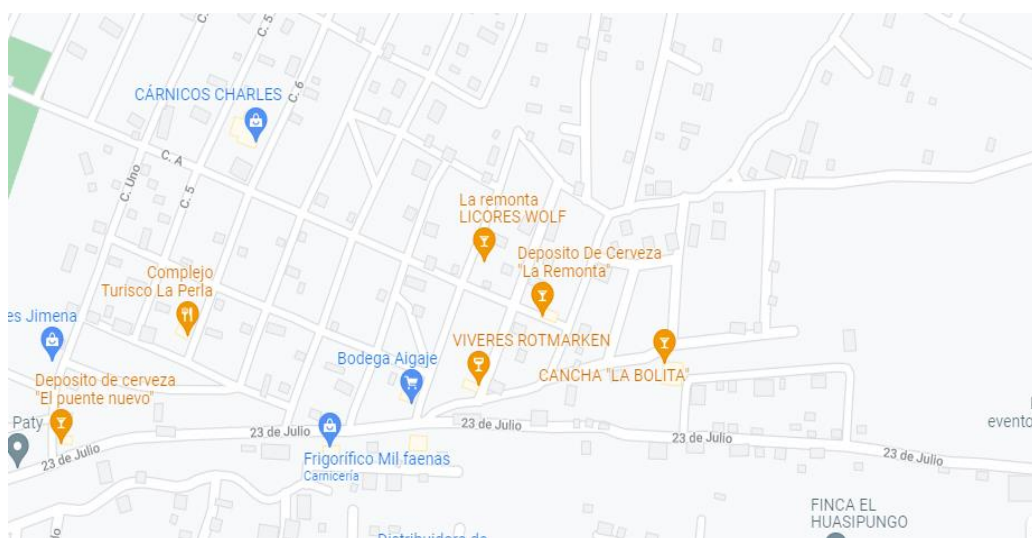 C. 5
C. 6
CÁRNICOS CHARLES
C. A
C. Uno
C. 5
La remonta
LICORES WOLF
Deposito De Cerveza
"La Remonta"
Complejo
Turisco La Perla
es Jimena
VIVERES ROTMARKEN
Bodega Aigaje
CANCHA "LA BOLITA"
Deposito de cerveza
"El puente nuevo"
Paty
evento
23 de Julio
23 de Julio
23 de Julio
23 de Julio
23 de Julio
Frigorífico Mil faenas
Carnicería
FINCA EL
HUASIPUNGO
Distribuidora de